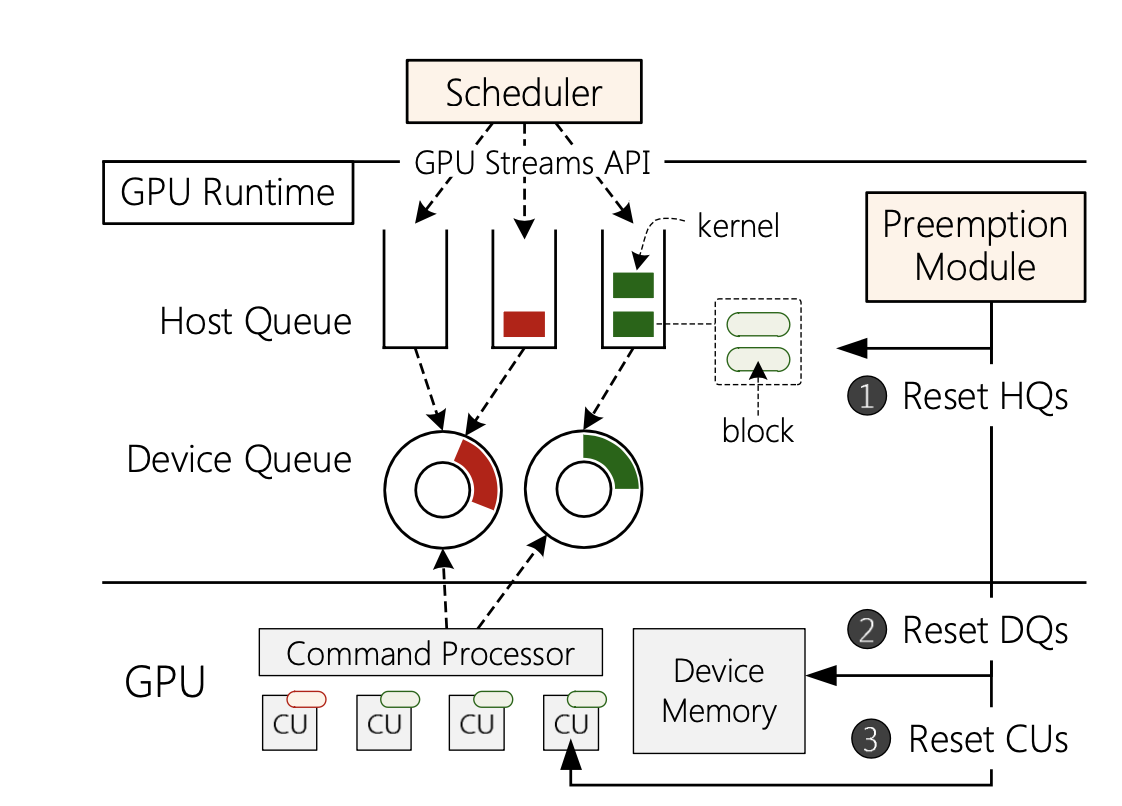 Scheduler
GPU Streams API
GPU Runtime
kernel
Preemption
Module
Host Queue
1 Reset HQs
block
Device Queue
2 Reset DQs
Command Processor
Device
Memory
GPU
CU CU CU CU
3 Reset CUs